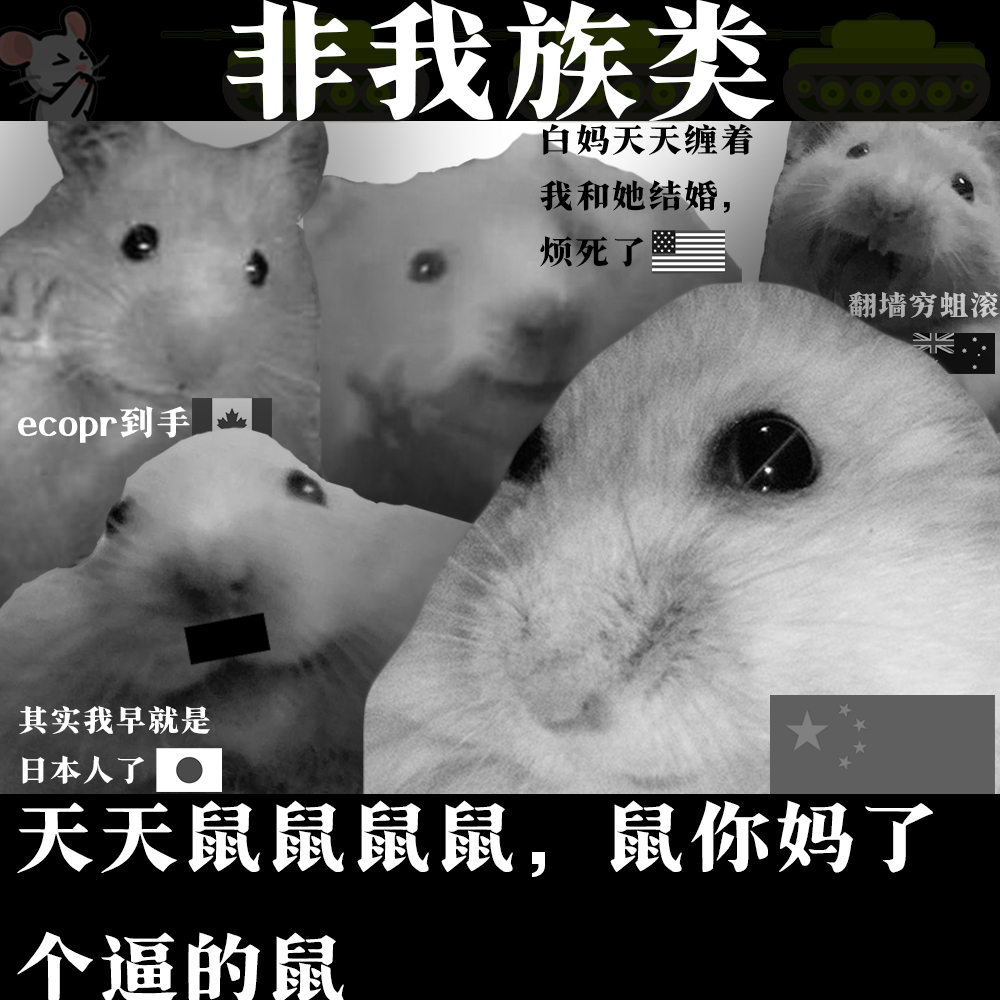 非我族类
白妈天天缠着
我和她结婚，
烦死了
翻墙穷蛆滚
ecopr到手
其实我早就是
日本人了
天天鼠鼠鼠鼠，鼠你妈了
个逼的鼠